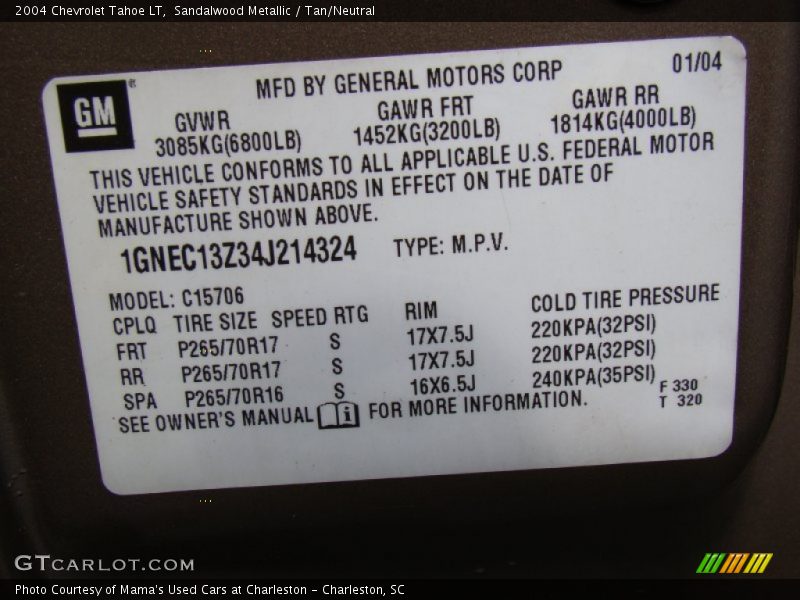 2004 Chevrolet Tahoe LT, Sandalwood Metallic / Tan/Neutral
GM® MFD BY GENERAL MOTORS CORP 01/04
GVWR GAWR FRT GAWR RR
3085KG(6800LB) 1452KG(3200LB) 1814KG(4000LB)
THIS VEHICLE CONFORMS TO ALL APPLICABLE U.S. FEDERAL MOTOR
VEHICLE SAFETY STANDARDS IN EFFECT ON THE DATE OF
MANUFACTURE SHOWN ABOVE.
1GNEC13Z34J214324 TYPE: M.P.V.
MODEL: C15706
CPLQ TIRE SIZE SPEED RTG RIM COLD TIRE PRESSURE
FRT P265/70R17 S 17X7.5J 220KPA(32PSI)
RR P265/70R17 S 17X7.5J 220KPA(32PSI)
SPA P265/70R16 S 16X6.5J 240KPA(35PSI)
SEE OWNER'S MANUAL i FOR MORE INFORMATION.
F 330
T 320
GTCARLOT.COM
Photo Courtesy of Mama's Used Cars at Charleston - Charleston, SC